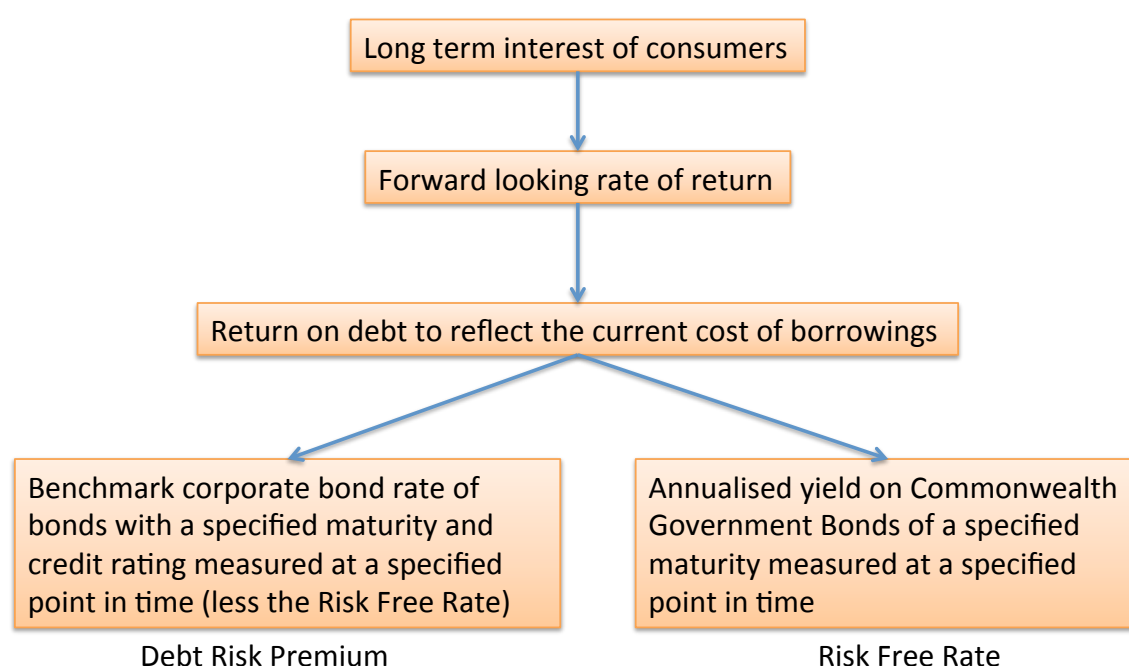 Long term interest of consumers
Forward looking rate of return
Return on debt to reflect the current cost of borrowings
Benchmark corporate bond rate of
bonds with a specified maturity and
credit rating measured at a specified
point in time (less the Risk Free Rate)
Debt Risk Premium
Annualised yield on Commonwealth
Government Bonds of a specified
maturity measured at a specified
point in time
Risk Free Rate